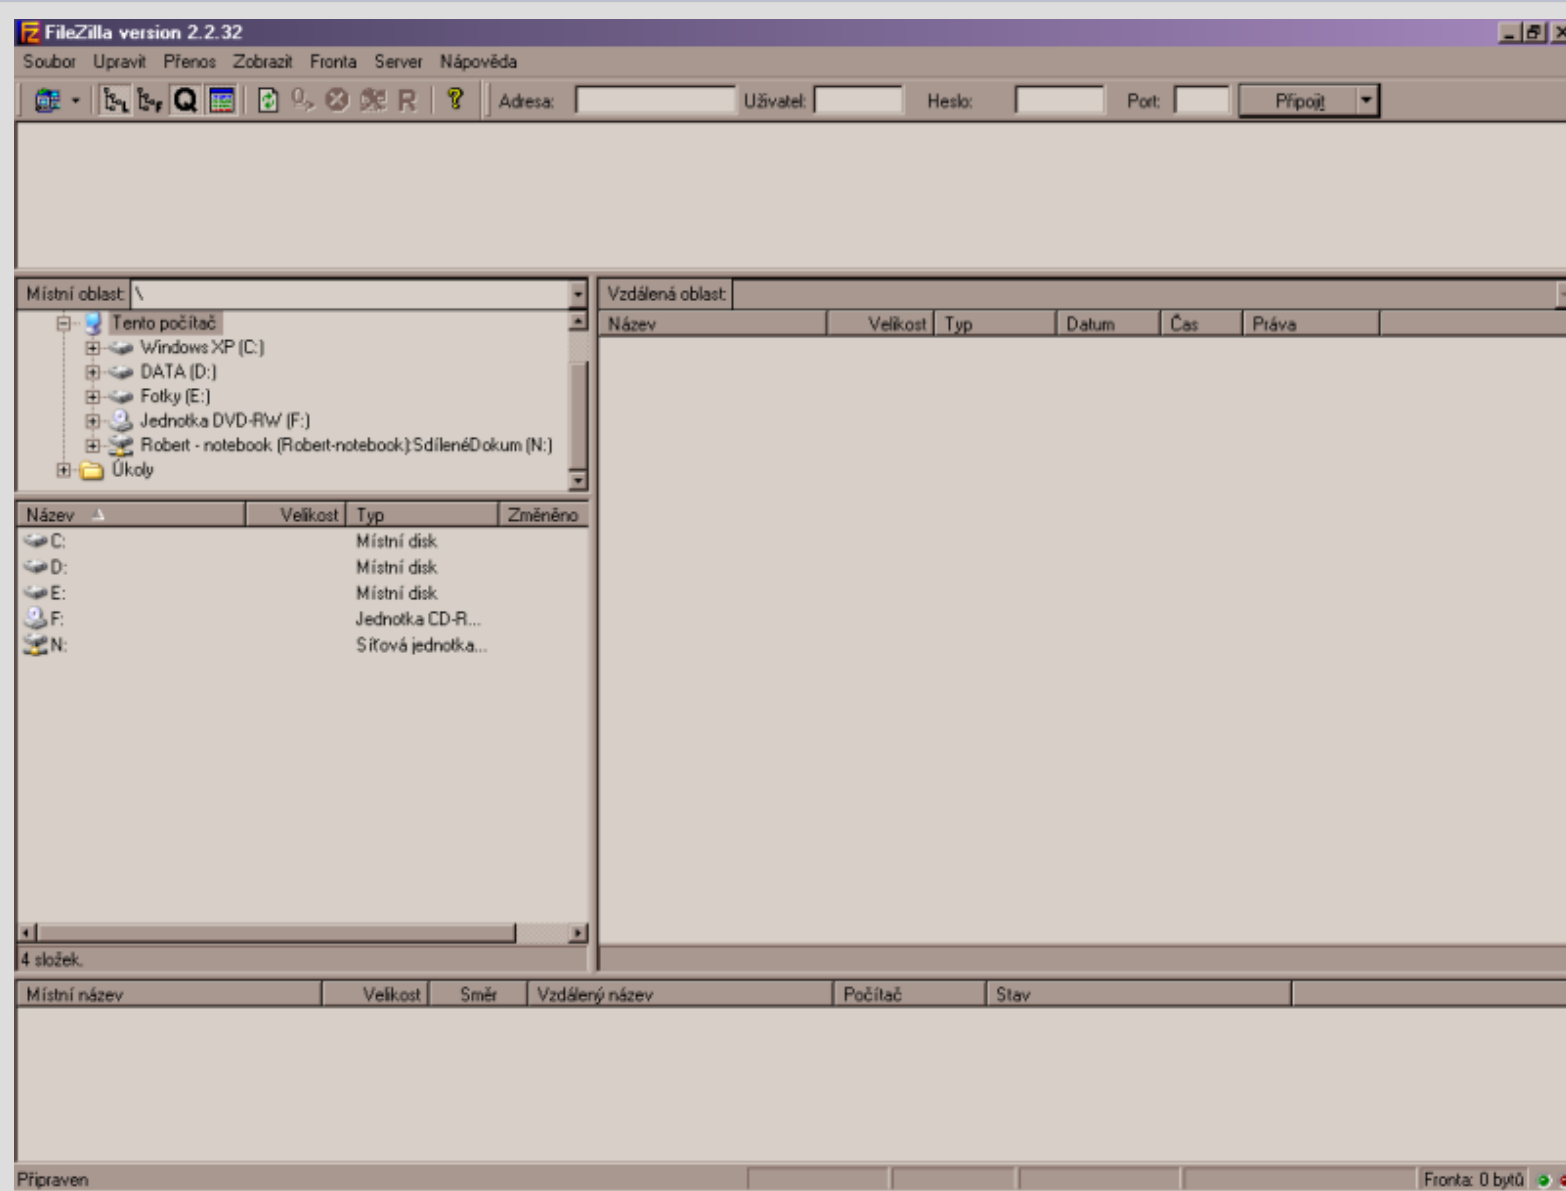 FileZilla version 2.2.32
Soubor Upravit Přenos Zobrazit Fronta Server Nápověda
Adresa: Uživatel: Heslo: Port: Připojit
Místní oblast: \
Tento počítač
Windows XP (C:)
DATA (D:)
Fotky (E:)
Jednotka DVD-RW (F:)
Robert - notebook (Robert-notebook):SdílenéDokum (N:)
Úkoly
Název Velikost Typ Změněno
C: Místní disk
D: Místní disk
E: Místní disk
F: Jednotka CD-R...
N: Síťová jednotka...
4 složek.
Vzdálená oblast:
Název Velikost Typ Datum Čas Práva
Místní název Velikost Směr Vzdálený název Počítač Stav
Připraven Fronta: 0 bytů